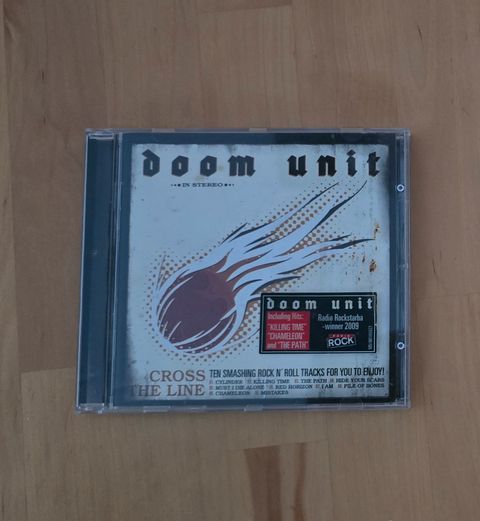 doom unit
IN STEREO
doom unit
Including Hits:
"KILLING TIME"
"CHAMELEON"
and "THE PATH"
Radio Rockstarba
-winner 2009
RADIO
ROCK
CROSS
THE LINE
TEN SMASHING ROCK N' ROLL TRACKS FOR YOU TO ENJOY!
CYLINDER KILLING TIME THE PATH HIDE YOUR SCARS
MUST I DIE ALONE RED HORIZON I AM PILE OF BONES
CHAMELEON MISTAKES